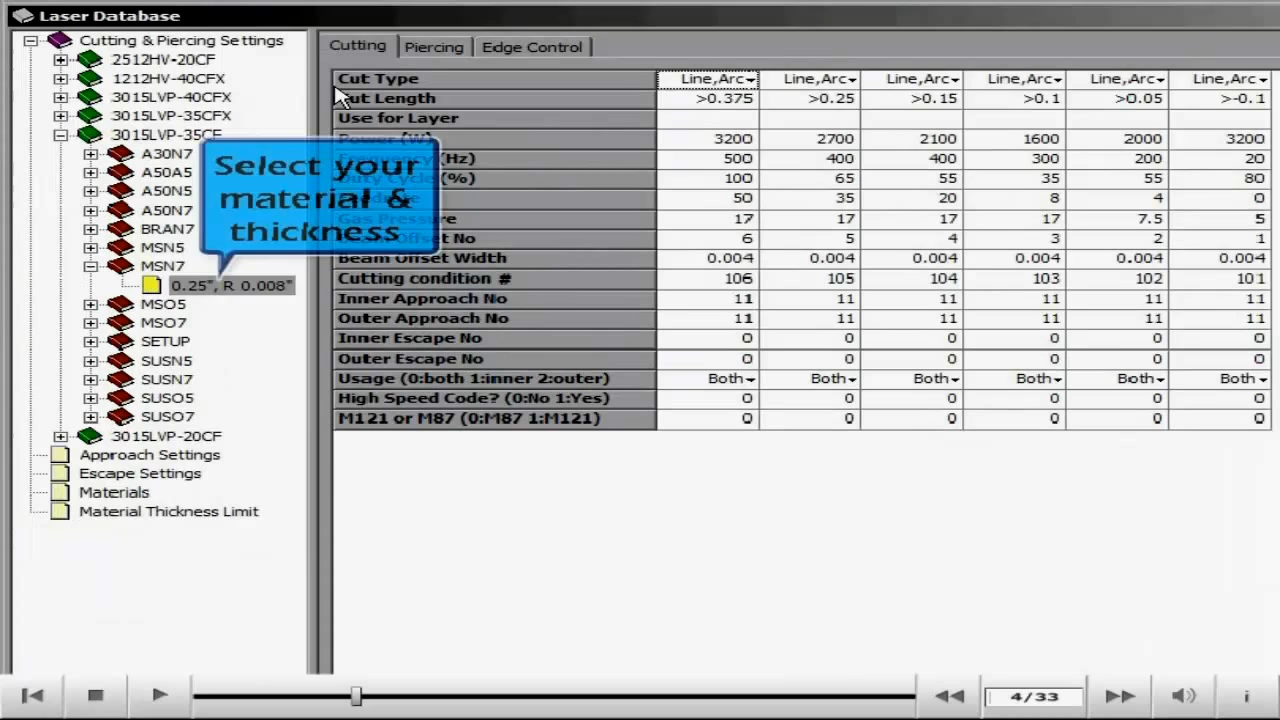 Laser Database
Cutting & Piercing Settings
2512HV-20CF
1212HV-40CFX
3015LVP-40CFX
3015LVP-35CFX
3015LVP-35CF
A30N7
A50A5
A50N5
A50N7
BRAN7
MSN5
MSN7
0.25", R 0.008"
MSO5
MSO7
SETUP
SUSN5
SUSN7
SUSO5
SUSO7
3015LVP-20CF
Approach Settings
Escape Settings
Materials
Material Thickness Limit
Select your
material &
thickness
Cutting Piercing Edge Control
Cut Type Line,Arc Line,Arc Line,Arc Line,Arc Line,Arc Line,Arc
Cut Length >0.375 >0.25 >0.15 >0.1 >0.05 >-0.1
Use for Layer
Power (W) 3200 2700 2100 1600 2000 3200
Frequency (Hz) 500 400 400 300 200 20
Duty Cycle (%) 100 65 55 35 55 80
50 35 20 8 4 0
Gas Pressure 17 17 17 17 7.5 5
Beam Offset No 6 5 4 3 2 1
Beam Offset Width 0.004 0.004 0.004 0.004 0.004 0.004
Cutting condition # 106 105 104 103 102 101
Inner Approach No 11 11 11 11 11 11
Outer Approach No 11 11 11 11 11 11
Inner Escape No 0 0 0 0 0 0
Outer Escape No 0 0 0 0 0 0
Usage (0:both 1:inner 2:outer) Both Both Both Both Both Both
High Speed Code? (0:No 1:Yes) 0 0 0 0 0 0
M121 or M87 (0:M87 1:M121) 0 0 0 0 0 0
4/33